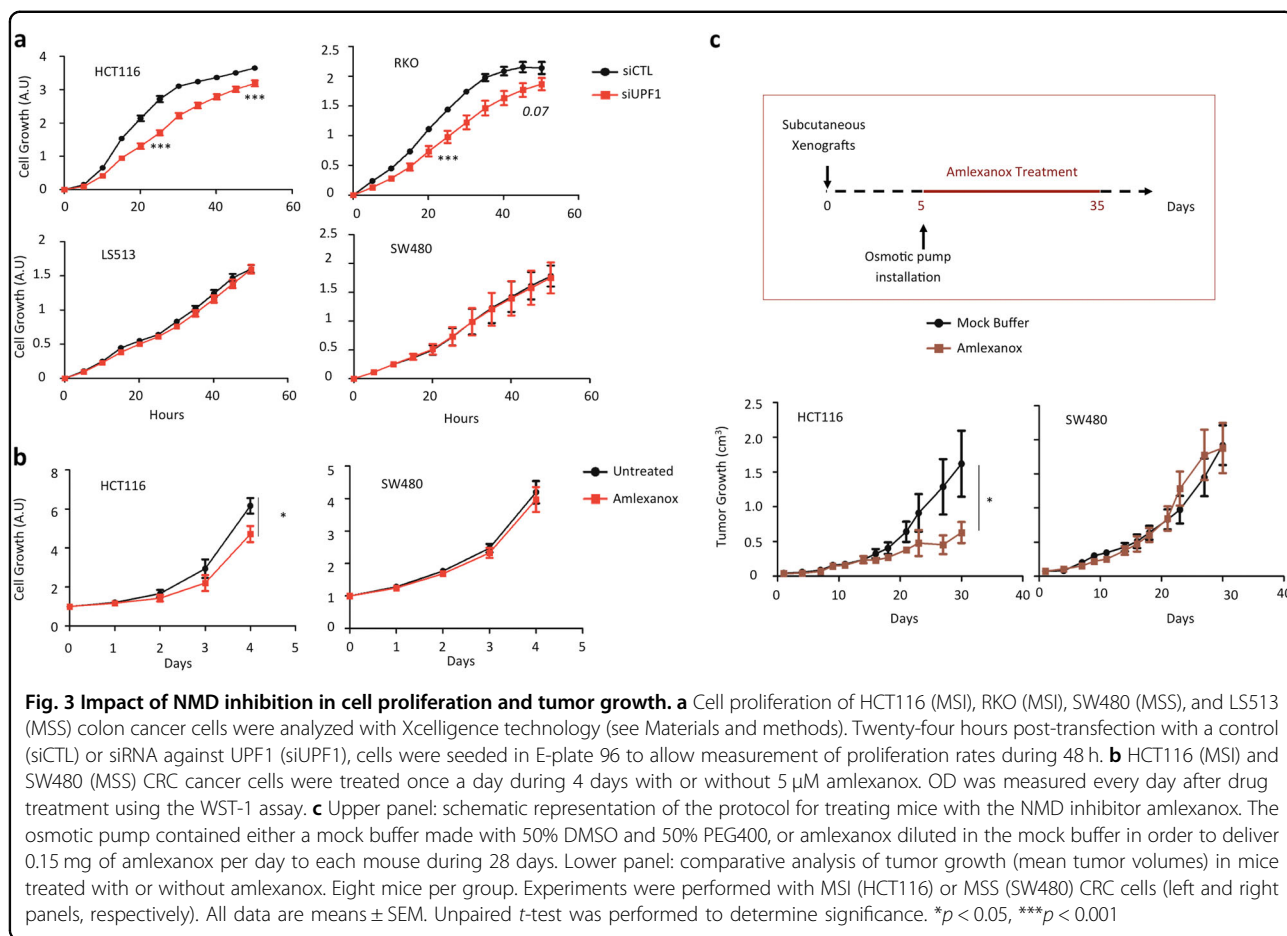 a
HCT116
Cell Growth (A.U)
4
3
2
1
0
***
***
0 20 40 60
RKO
2.5
2
1.5
1
0.5
0
0.07
***
0 20 40 60
siCTL
siUPF1
LS513
Cell Growth (A.U)
2
1.5
1
0.5
0
0 20 40 60
Hours
SW480
2.5
2
1.5
1
0.5
0
0 20 40 60
Hours
b
HCT116
Cell Growth (A.U)
8
6
4
2
0
*
0 1 2 3 4 5
Days
SW480
5
4
3
2
1
0
0 1 2 3 4 5
Days
Untreated
Amlexanox
c
Subcutaneous
Xenografts
Amlexanox Treatment
0 5 35 Days
Osmotic pump
installation
Mock Buffer
Amlexanox
HCT116
Tumor Growth (cm³)
2.5
2.0
1.5
1.0
0.5
0
*
0 10 20 30 40
Days
SW480
2.5
2.0
1.5
1.0
0.5
0
0 10 20 30 40
Days
Fig. 3 Impact of NMD inhibition in cell proliferation and tumor growth. a Cell proliferation of HCT116 (MSI), RKO (MSI), SW480 (MSS), and LS513
(MSS) colon cancer cells were analyzed with Xcelligence technology (see Materials and methods). Twenty-four hours post-transfection with a control
(siCTL) or siRNA against UPF1 (siUPF1), cells were seeded in E-plate 96 to allow measurement of proliferation rates during 48 h. b HCT116 (MSI) and
SW480 (MSS) CRC cancer cells were treated once a day during 4 days with or without 5 µM amlexanox. OD was measured every day after drug
treatment using the WST-1 assay. c Upper panel: schematic representation of the protocol for treating mice with the NMD inhibitor amlexanox. The
osmotic pump contained either a mock buffer made with 50% DMSO and 50% PEG400, or amlexanox diluted in the mock buffer in order to deliver
0.15 mg of amlexanox per day to each mouse during 28 days. Lower panel: comparative analysis of tumor growth (mean tumor volumes) in mice
treated with or without amlexanox. Eight mice per group. Experiments were performed with MSI (HCT116) or MSS (SW480) CRC cells (left and right
panels, respectively). All data are means ± SEM. Unpaired t-test was performed to determine significance. *p < 0.05, ***p < 0.001